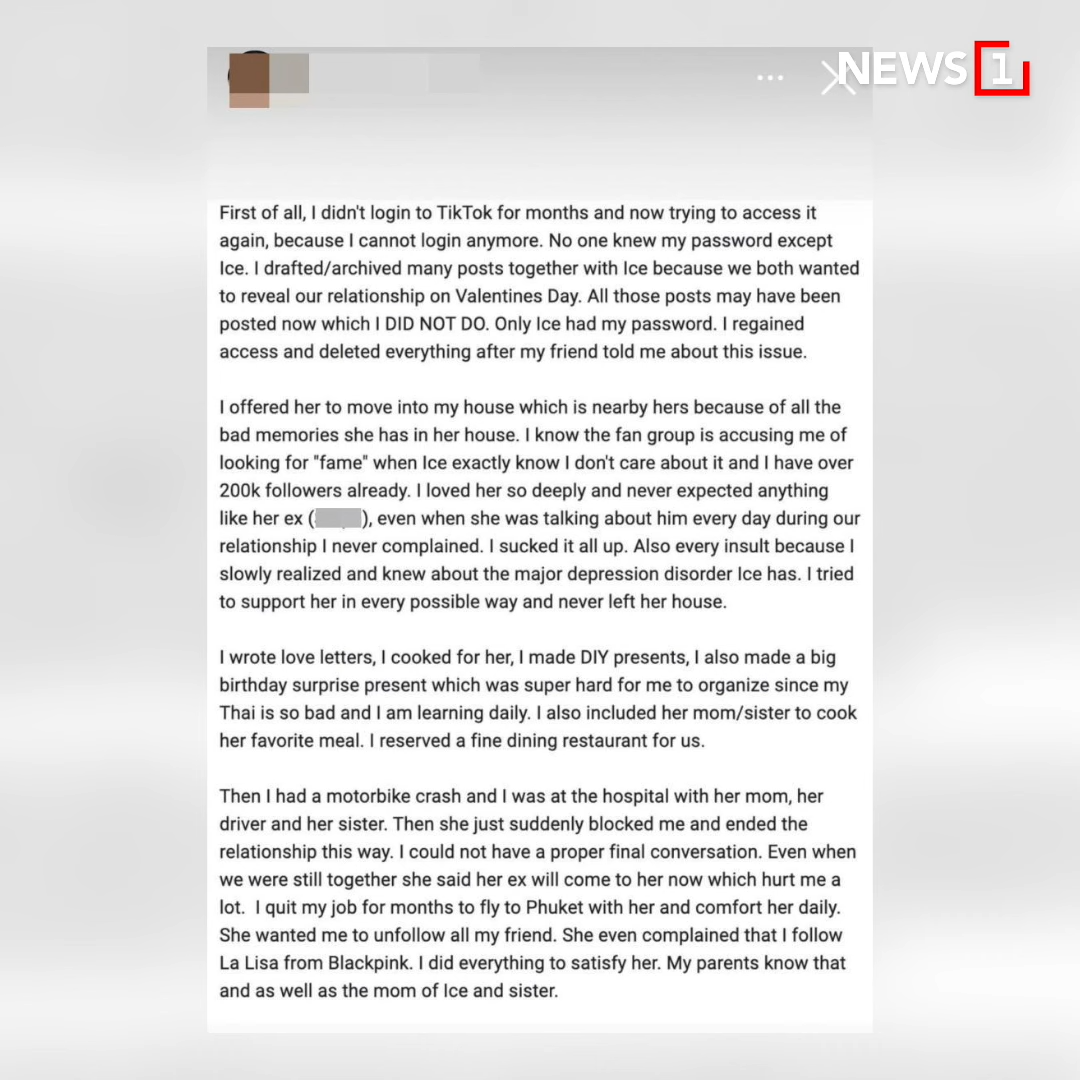 NEWS 1
First of all, I didn't login to TikTok for months and now trying to access it
again, because I cannot login anymore. No one knew my password except
Ice. I drafted/archived many posts together with Ice because we both wanted
to reveal our relationship on Valentines Day. All those posts may have been
posted now which I DID NOT DO. Only Ice had my password. I regained
access and deleted everything after my friend told me about this issue.
I offered her to move into my house which is nearby hers because of all the
bad memories she has in her house. I know the fan group is accusing me of
looking for "fame" when Ice exactly know I don't care about it and I have over
200k followers already. I loved her so deeply and never expected anything
like her ex ( ), even when she was talking about him every day during our
relationship I never complained. I sucked it all up. Also every insult because I
slowly realized and knew about the major depression disorder Ice has. I tried
to support her in every possible way and never left her house.
I wrote love letters, I cooked for her, I made DIY presents, I also made a big
birthday surprise present which was super hard for me to organize since my
Thai is so bad and I am learning daily. I also included her mom/sister to cook
her favorite meal. I reserved a fine dining restaurant for us.
Then I had a motorbike crash and I was at the hospital with her mom, her
driver and her sister. Then she just suddenly blocked me and ended the
relationship this way. I could not have a proper final conversation. Even when
we were still together she said her ex will come to her now which hurt me a
lot.  I quit my job for months to fly to Phuket with her and comfort her daily.
She wanted me to unfollow all my friend. She even complained that I follow
La Lisa from Blackpink. I did everything to satisfy her. My parents know that
and as well as the mom of Ice and sister.